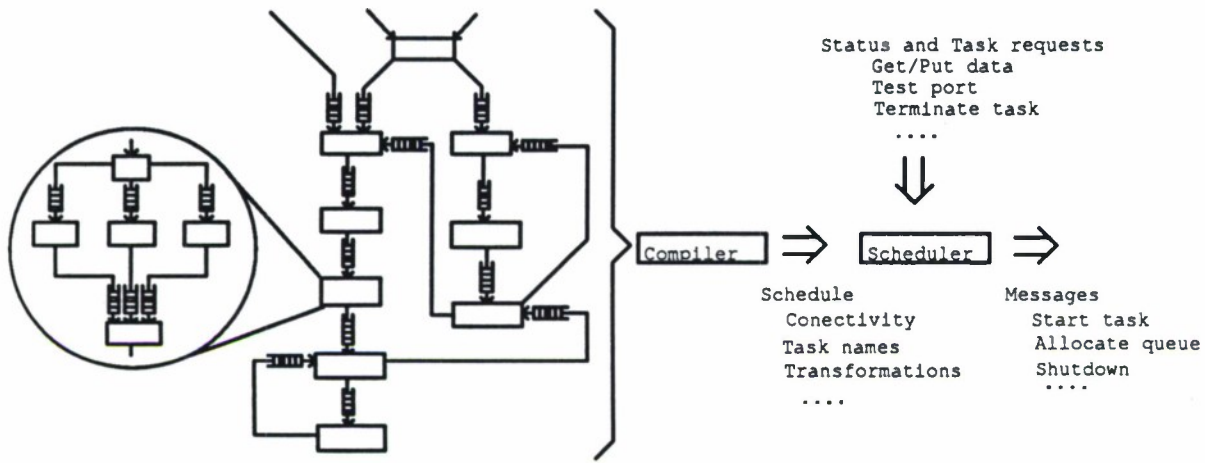 Status and Task requests
Get/Put data
Test port
Terminate task
....
Compiler
Scheduler
Schedule
Conectivity
Task names
Transformations
....
Messages
Start task
Allocate queue
Shutdown
....